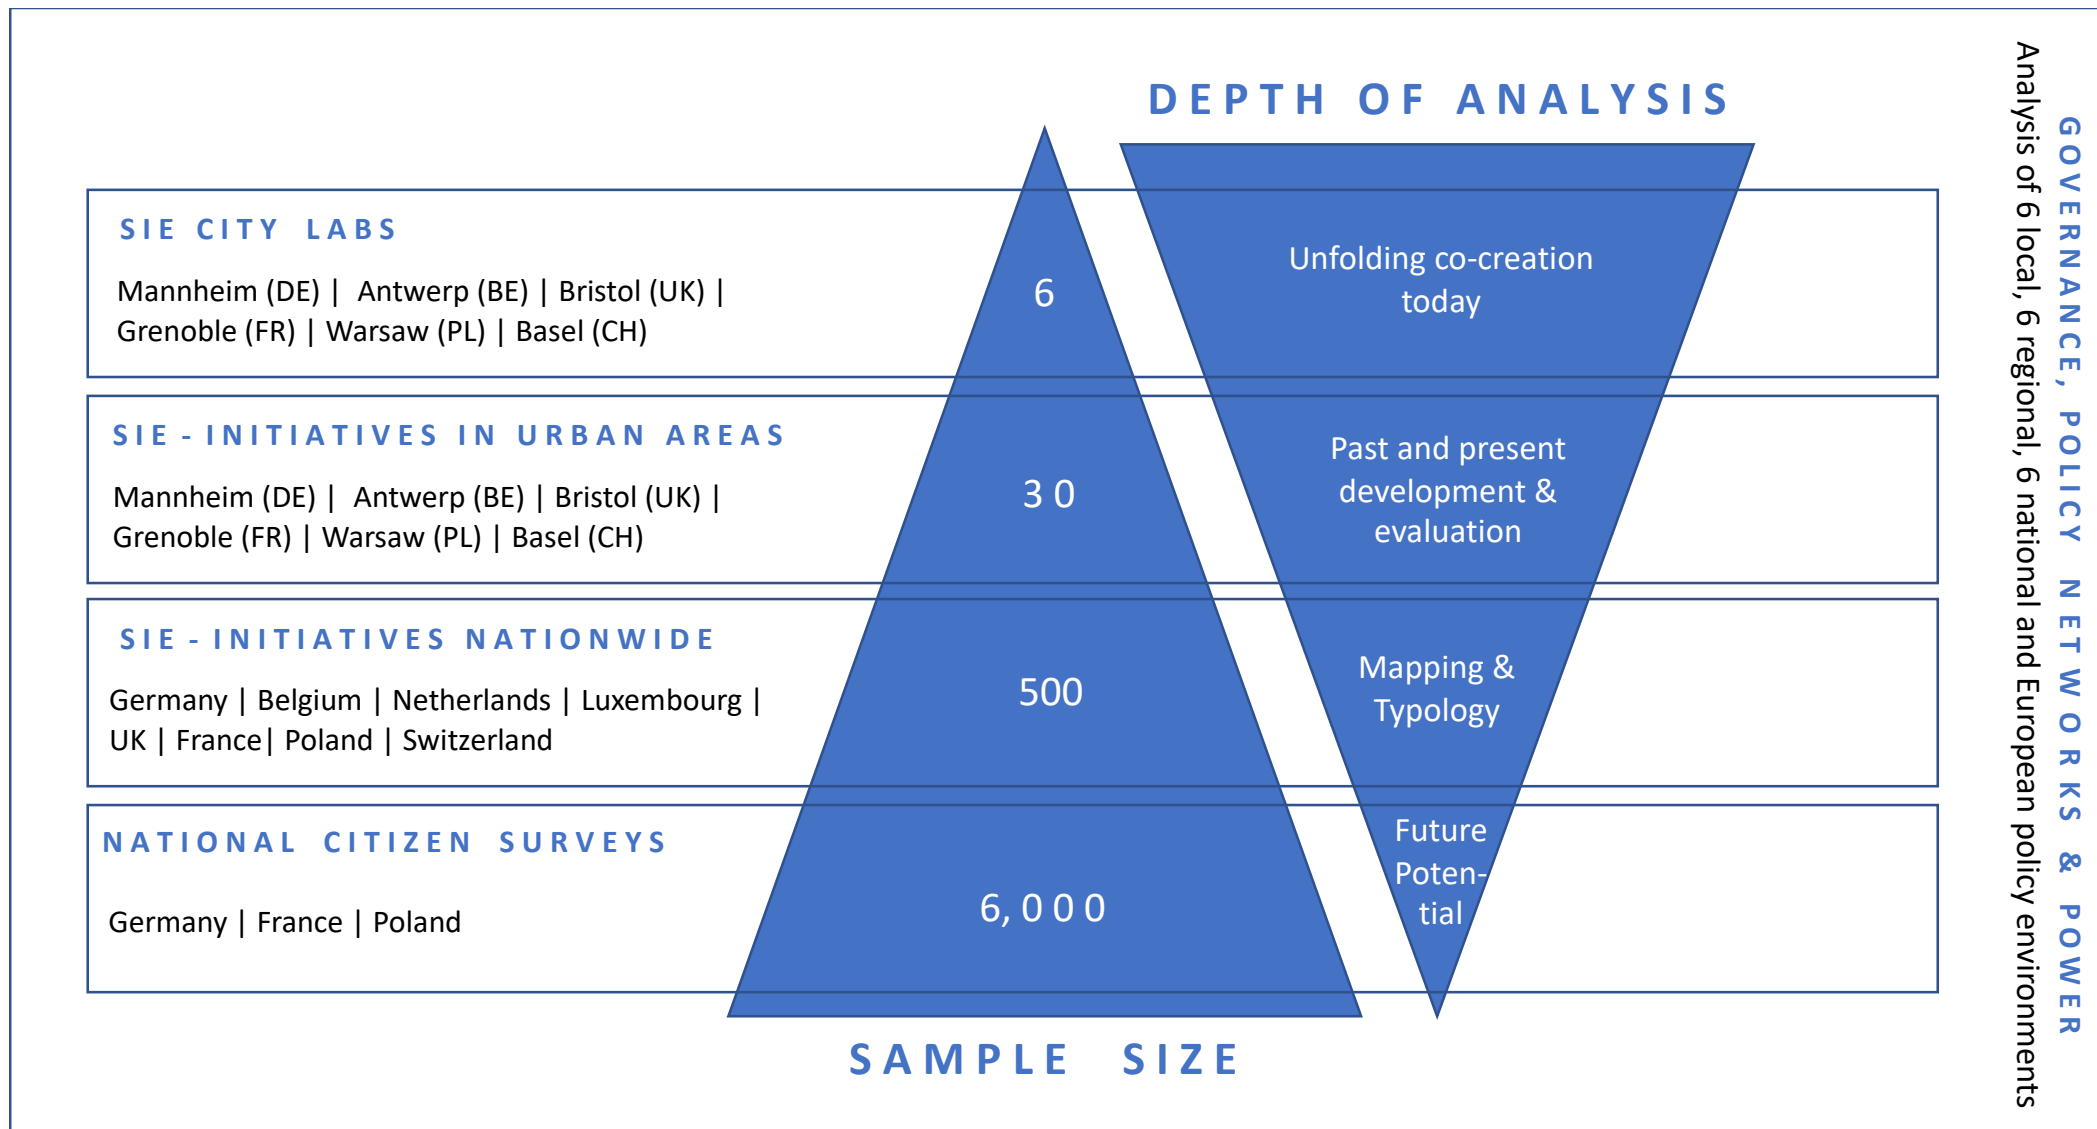 DEPTH OF ANALYSIS
SIE CITY LABS
Mannheim (DE) | Antwerp (BE) | Bristol (UK) |
Grenoble (FR) | Warsaw (PL) | Basel (CH)
6
Unfolding co-creation
today
SIE - INITIATIVES IN URBAN AREAS
Mannheim (DE) | Antwerp (BE) | Bristol (UK) |
Grenoble (FR) | Warsaw (PL) | Basel (CH)
30
Past and present
development &
evaluation
SIE - INITIATIVES NATIONWIDE
Germany | Belgium | Netherlands | Luxembourg |
UK | France| Poland | Switzerland
500
Mapping &
Typology
NATIONAL CITIZEN SURVEYS
Germany | France | Poland
6,000
Future
Poten-
tial
SAMPLE SIZE
GOVERNANCE, POLICY NETWORKS & POWER
Analysis of 6 local, 6 regional, 6 national and European policy environments